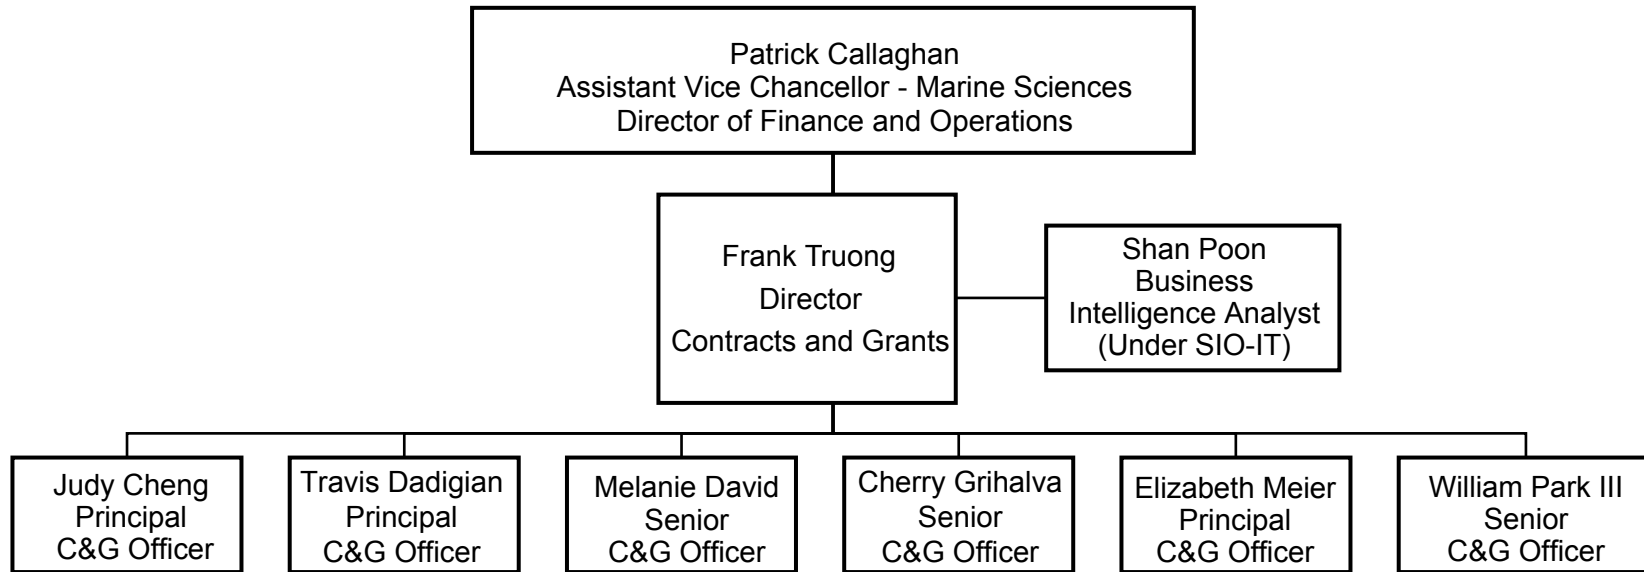 Patrick Callaghan
Assistant Vice Chancellor - Marine Sciences
Director of Finance and Operations
Frank Truong
Director
Contracts and Grants
Shan Poon
Business
Intelligence Analyst
(Under SIO-IT)
Judy Cheng
Principal
C&G Officer
Travis Dadigian
Principal
C&G Officer
Melanie David
Senior
C&G Officer
Cherry Grihalva
Senior
C&G Officer
Elizabeth Meier
Principal
C&G Officer
William Park III
Senior
C&G Officer